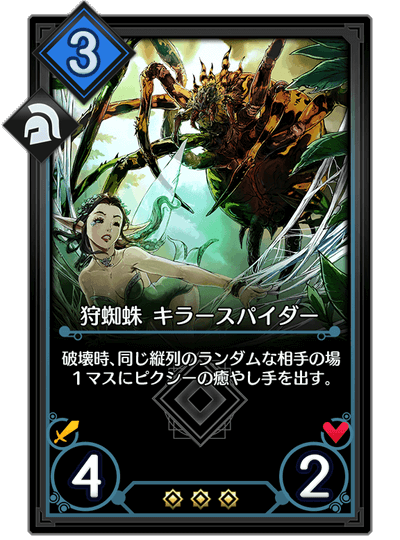 3
狩蜘蛛 キラースパイダー
破壊時、同じ縦列のランダムな相手の場
1マスにピクシーの癒やし手を出す。
4
2